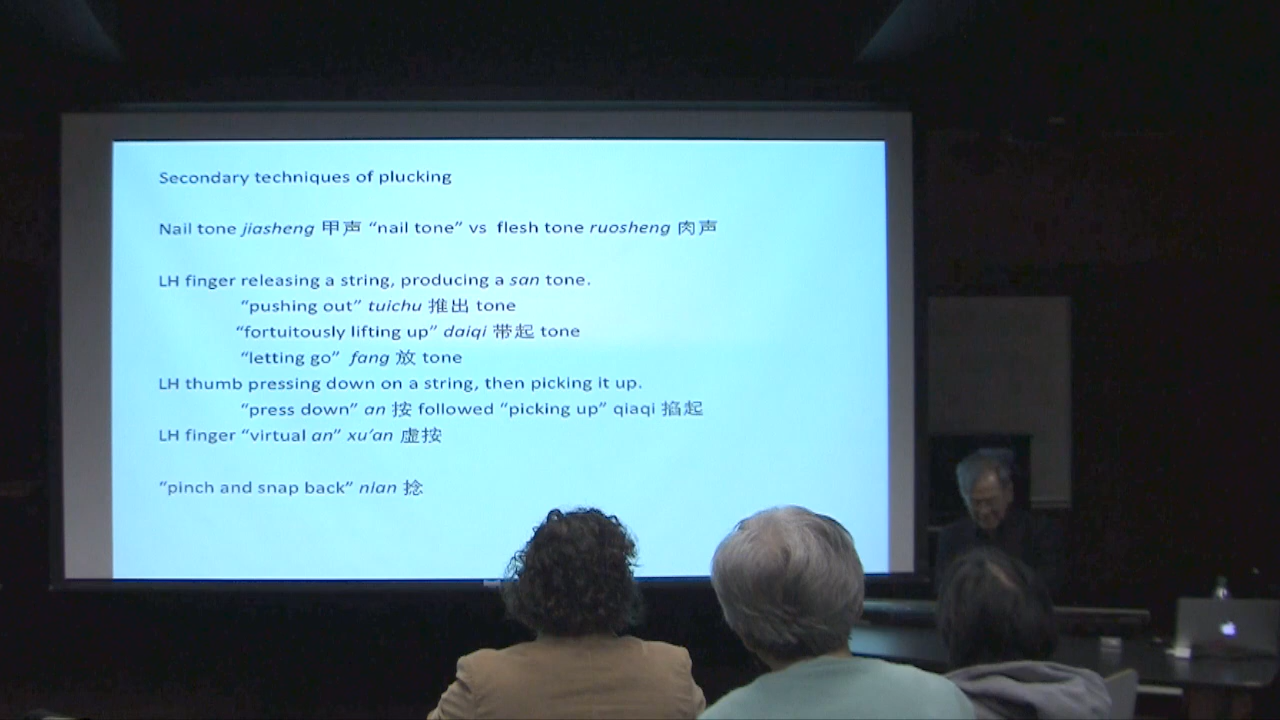 Secondary techniques of plucking
Nail tone jiasheng 甲声 “nail tone” vs flesh tone ruosheng 肉声
LH finger releasing a string, producing a san tone.
“pushing out” tuichu 推出 tone
“fortuitously lifting up” daiqi 带起 tone
“letting go” fang 放 tone
LH thumb pressing down on a string, then picking it up.
“press down” an 按 followed “picking up” qiaqi 掐起
LH finger “virtual an” xu’an 虚按
“pinch and snap back” nian 捻